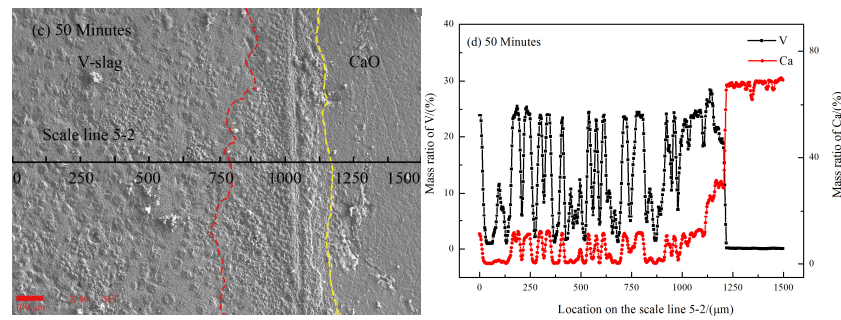 (c) 50 Minutes
V-slag
CaO
Scale line 5-2
0 250 500 750 1000 1250 1500
(d) 50 Minutes
V
Ca
Mass ratio of V/(%)
40
30
20
10
0
Mass ratio of Ca/(%)
80
40
0
0 250 500 750 1000 1250 1500
Location on the scale line 5-2/(μm)